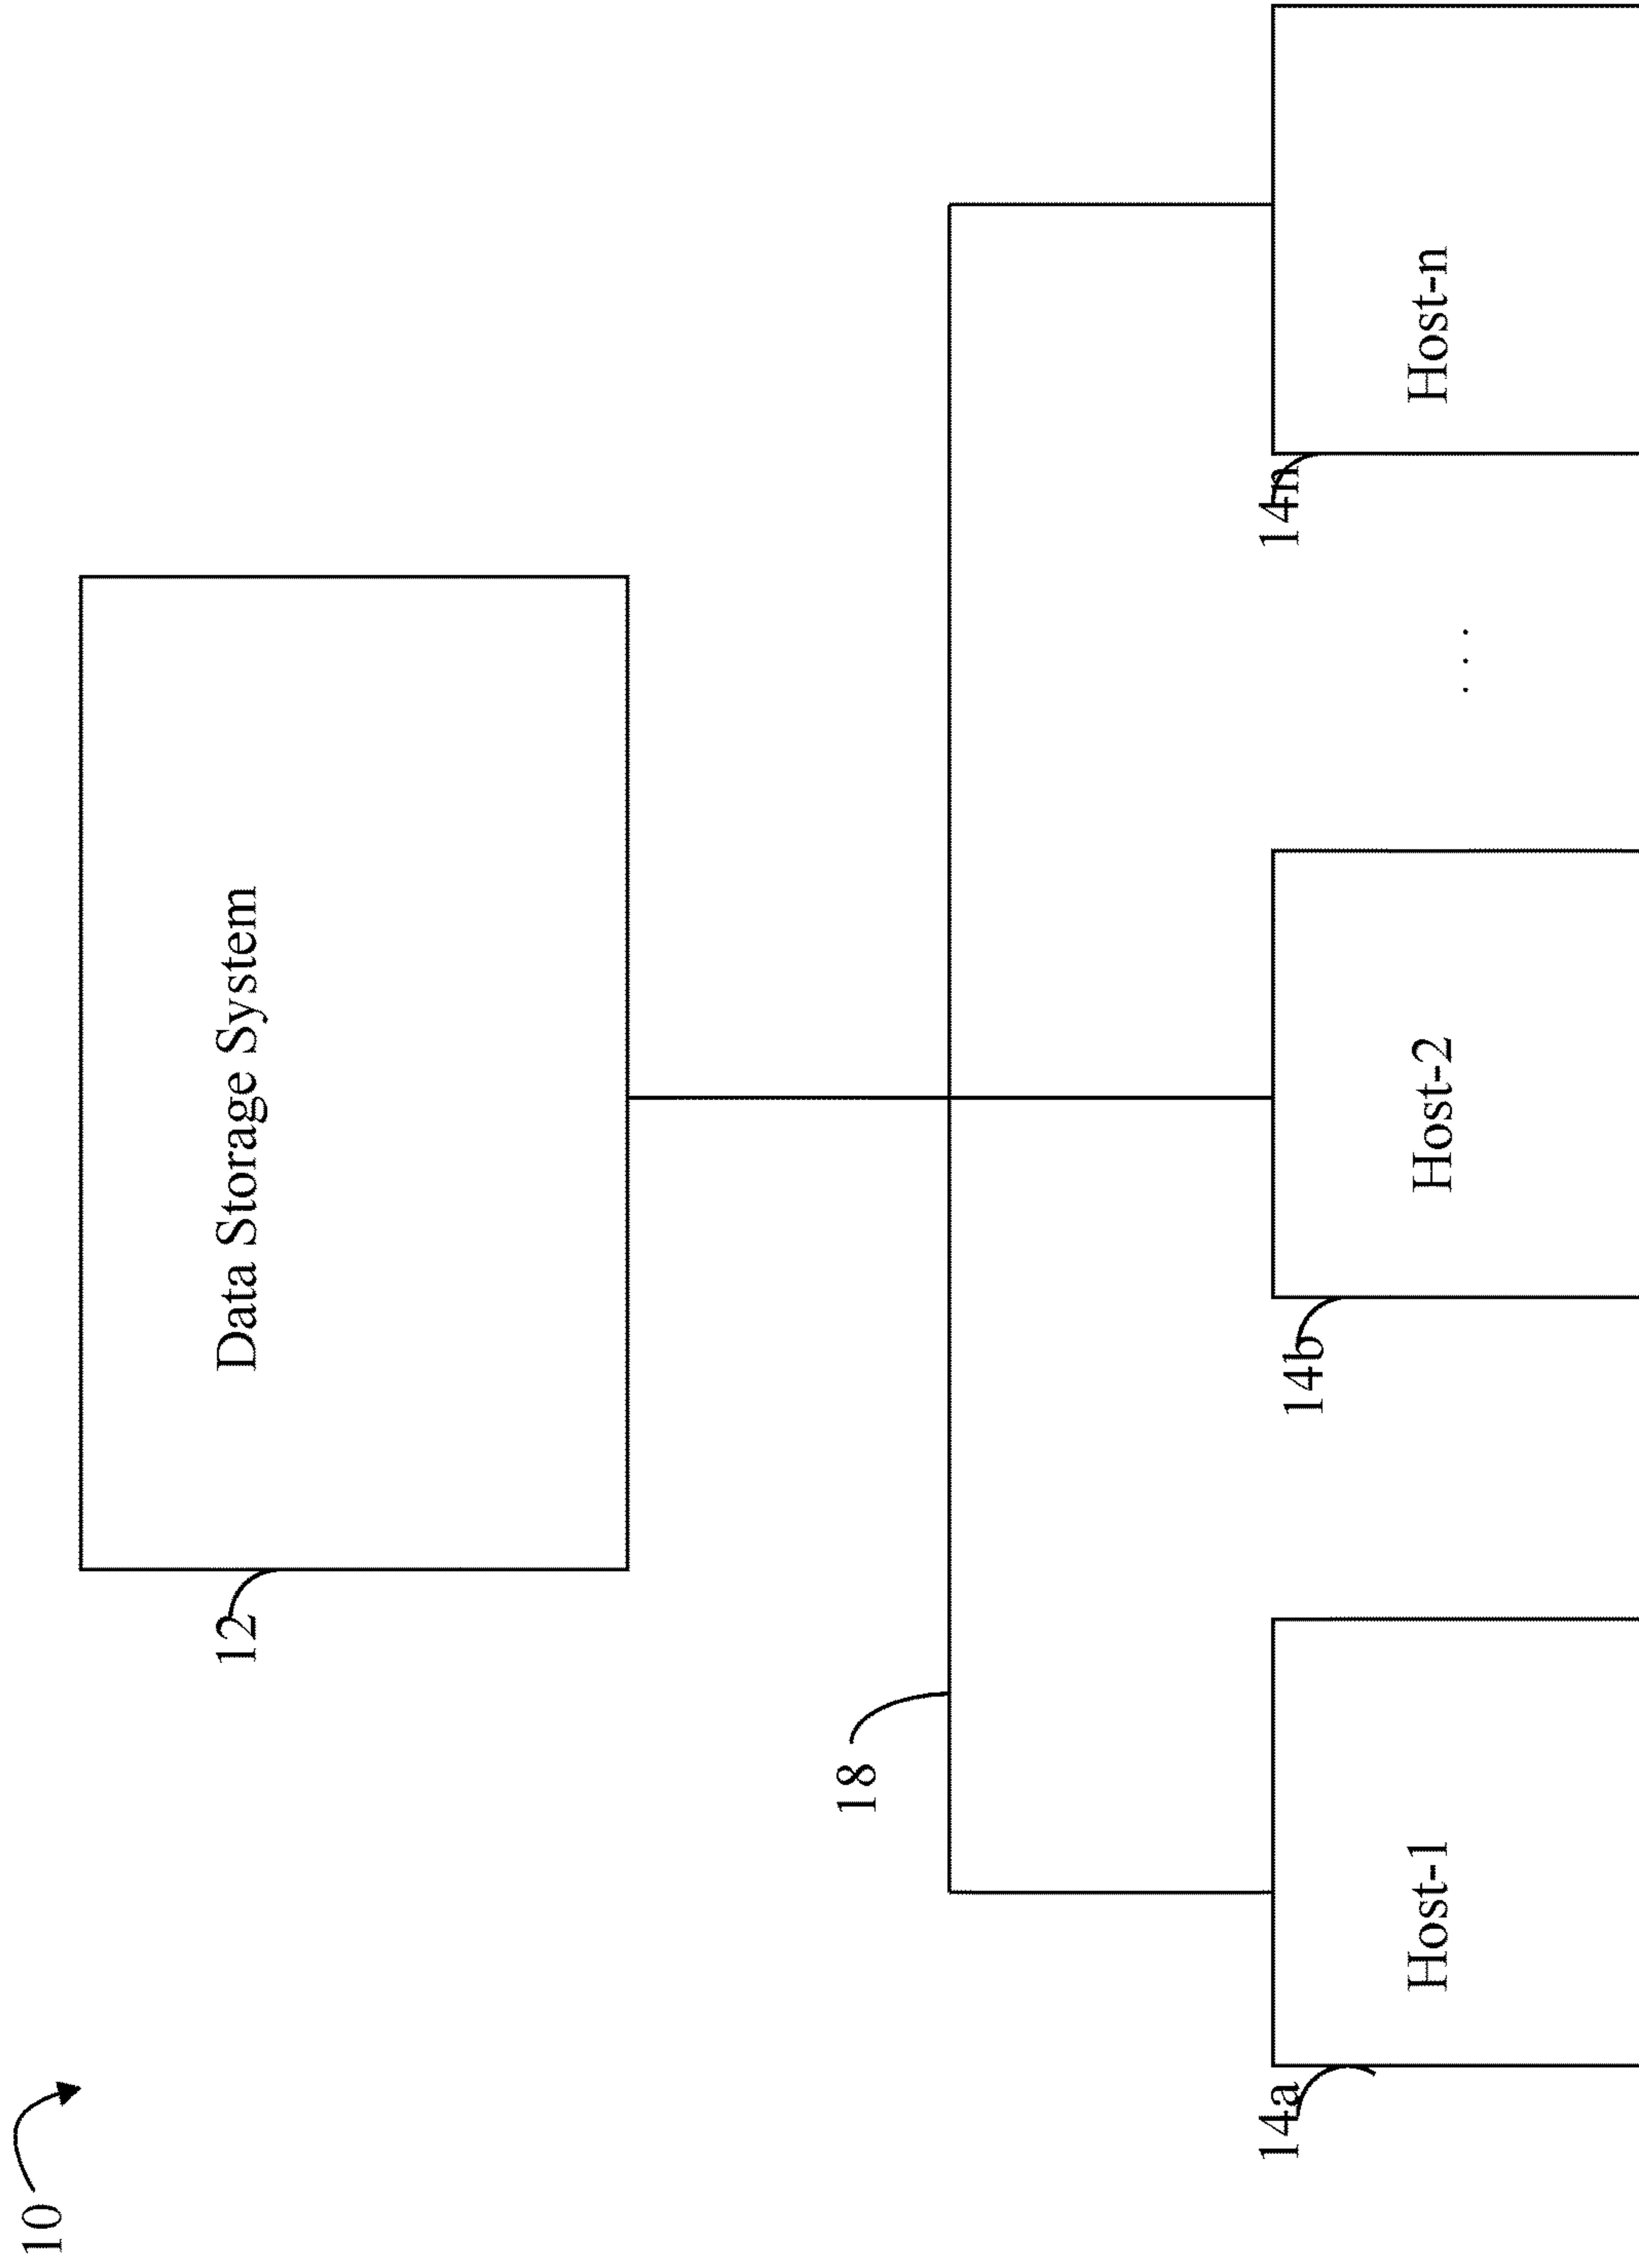 10
Data Storage System
12
18
14a
Host-1
14b
Host-2
. . .
14n
Host-n